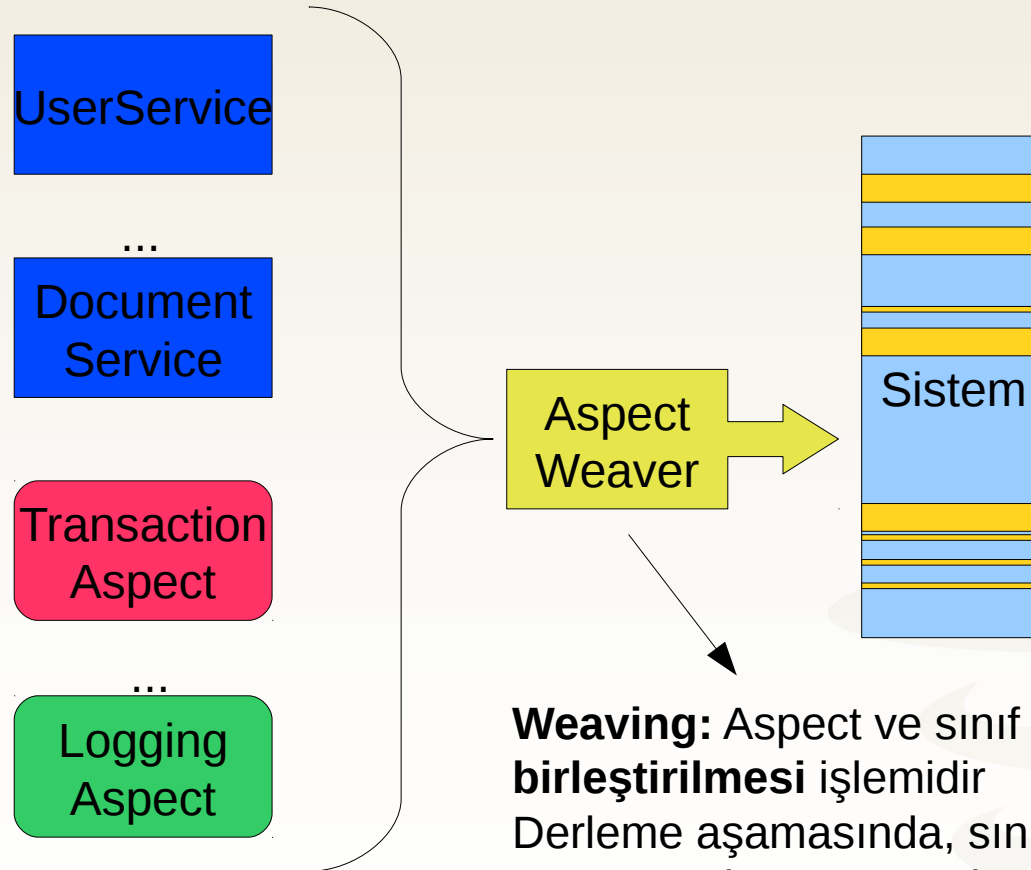 UserService
...
Document
Service
Transaction
Aspect
...
Logging
Aspect
Aspect
Weaver
Sistem
Weaving: Aspect ve sınıf
birleştirilmesi işlemidir
Derleme aşamasında,